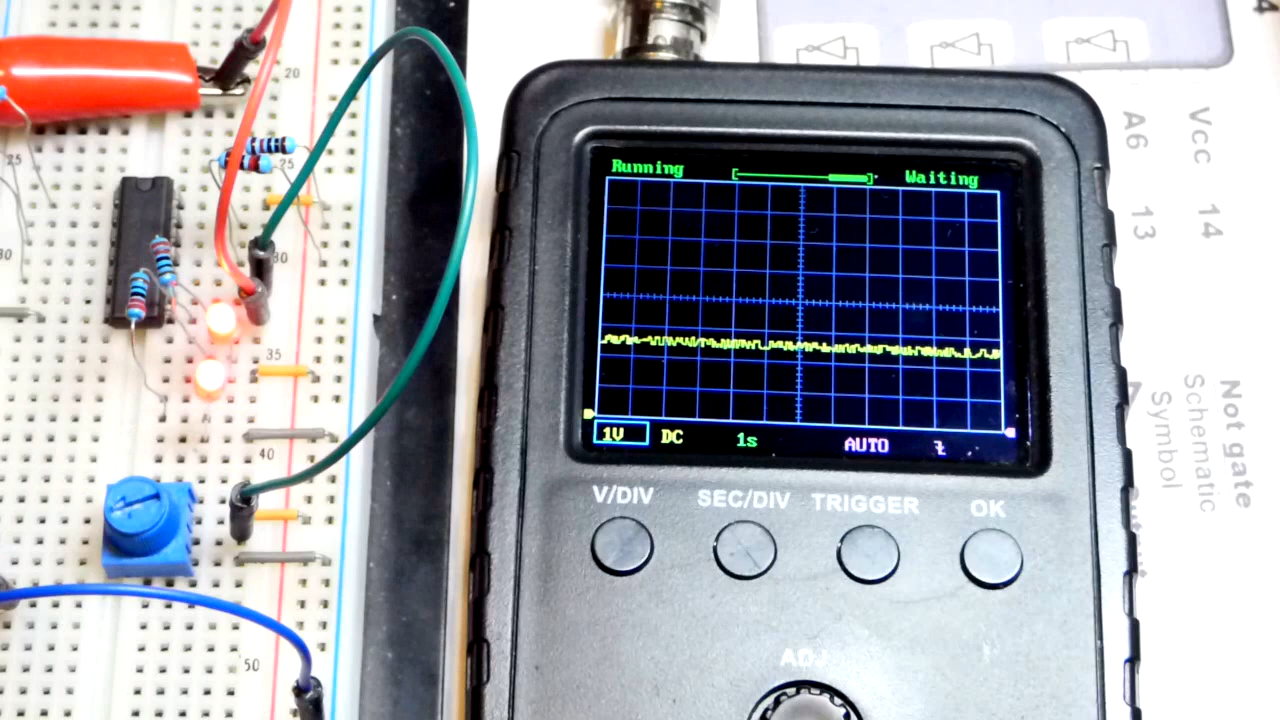 20
25
25
30
30
35
40
50
Running
Waiting
1V DC 1s AUTO
V/DIV SEC/DIV TRIGGER OK
ADJ
A6 13
Vcc 14
Symbol
Schematic
Not gate